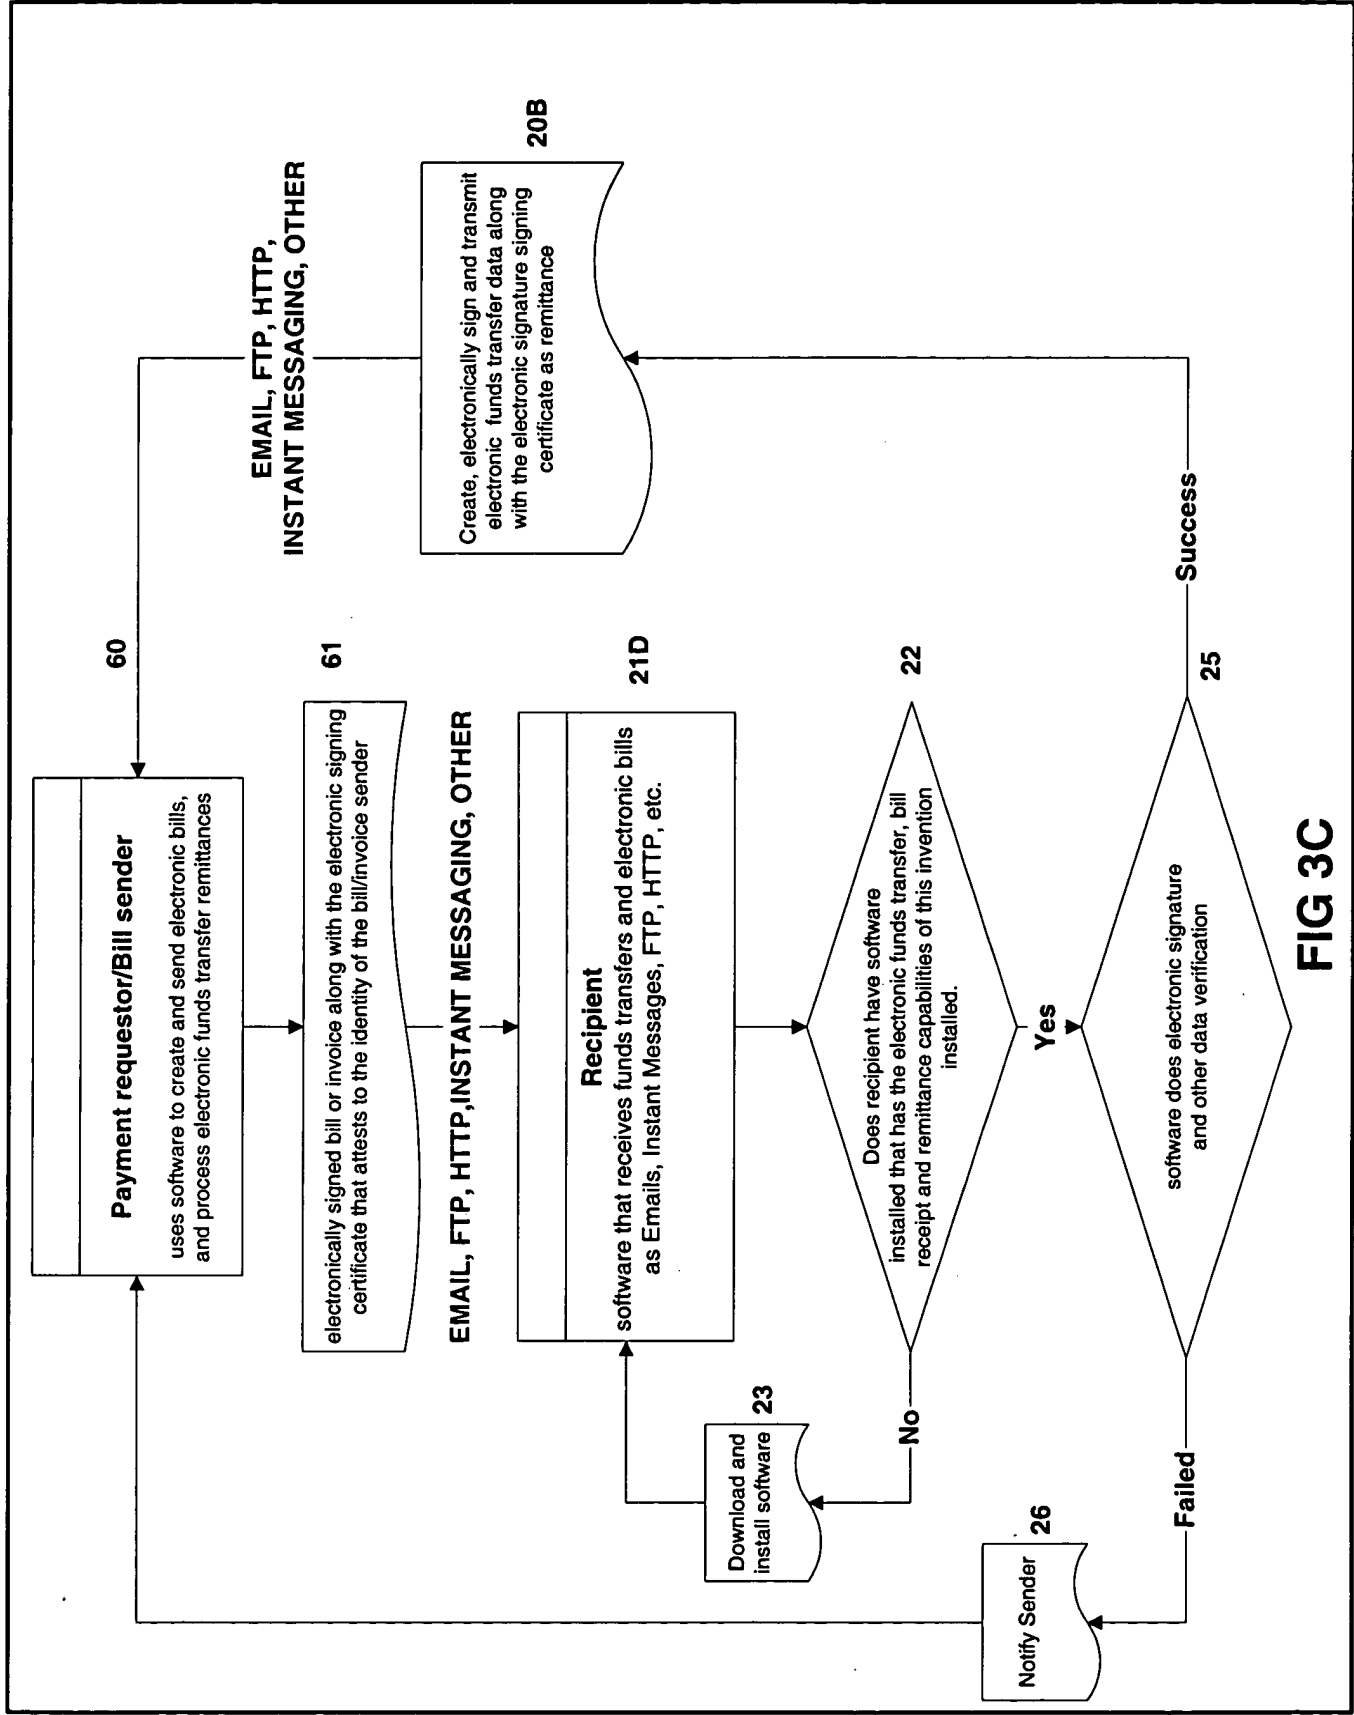 60
Payment requestor/Bill sender
uses software to create and send electronic bills,
and process electronic funds transfer remittances
61
electronically signed bill or invoice along with the electronic signing
certificate that attests to the identity of the bill/invoice sender
EMAIL, FTP, HTTP,INSTANT MESSAGING, OTHER
21D
Recipient
software that receives funds transfers and electronic bills
as Emails, Instant Messages, FTP, HTTP, etc.
22
Does recipient have software
installed that has the electronic funds transfer, bill
receipt and remittance capabilities of this invention
installed.
No
23
Download and
install software
Yes
25
software does electronic signature
and other data verification
Failed
26
Notify Sender
Success
20B
Create, electronically sign and transmit
electronic funds transfer data along
with the electronic signature signing
certificate as remittance
EMAIL, FTP, HTTP,
INSTANT MESSAGING, OTHER
FIG 3C